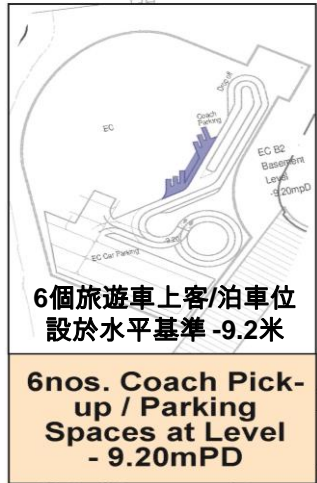 Drop off
Coach
Parking
EC
EC B2
Basement
Level
-9.20mpD
EC Car Parking
6個旅遊車上客/泊車位
設於水平基準 -9.2米
6nos. Coach Pick-
up / Parking
Spaces at Level
- 9.20mPD